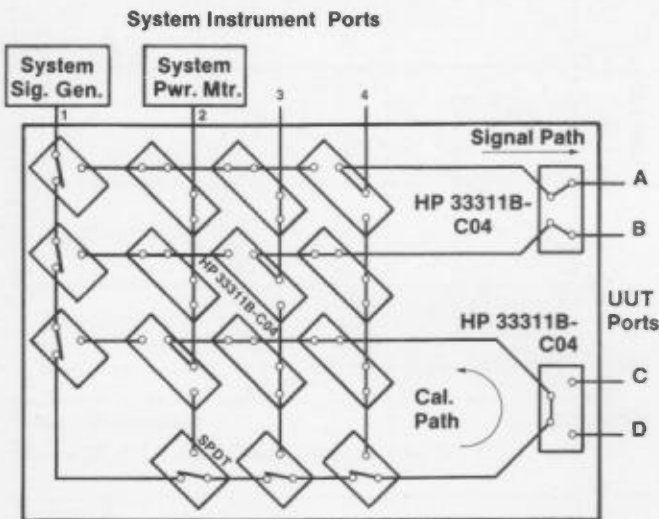 System Instrument Ports
System
Sig. Gen.
System
Pwr. Mtr.
1
2
3
4
Signal Path
A
HP 33311B-
C04
B
HP 33311B-C04
UUT
Ports
HP 33311B-
C04
C
Cal.
Path
D
SPDT